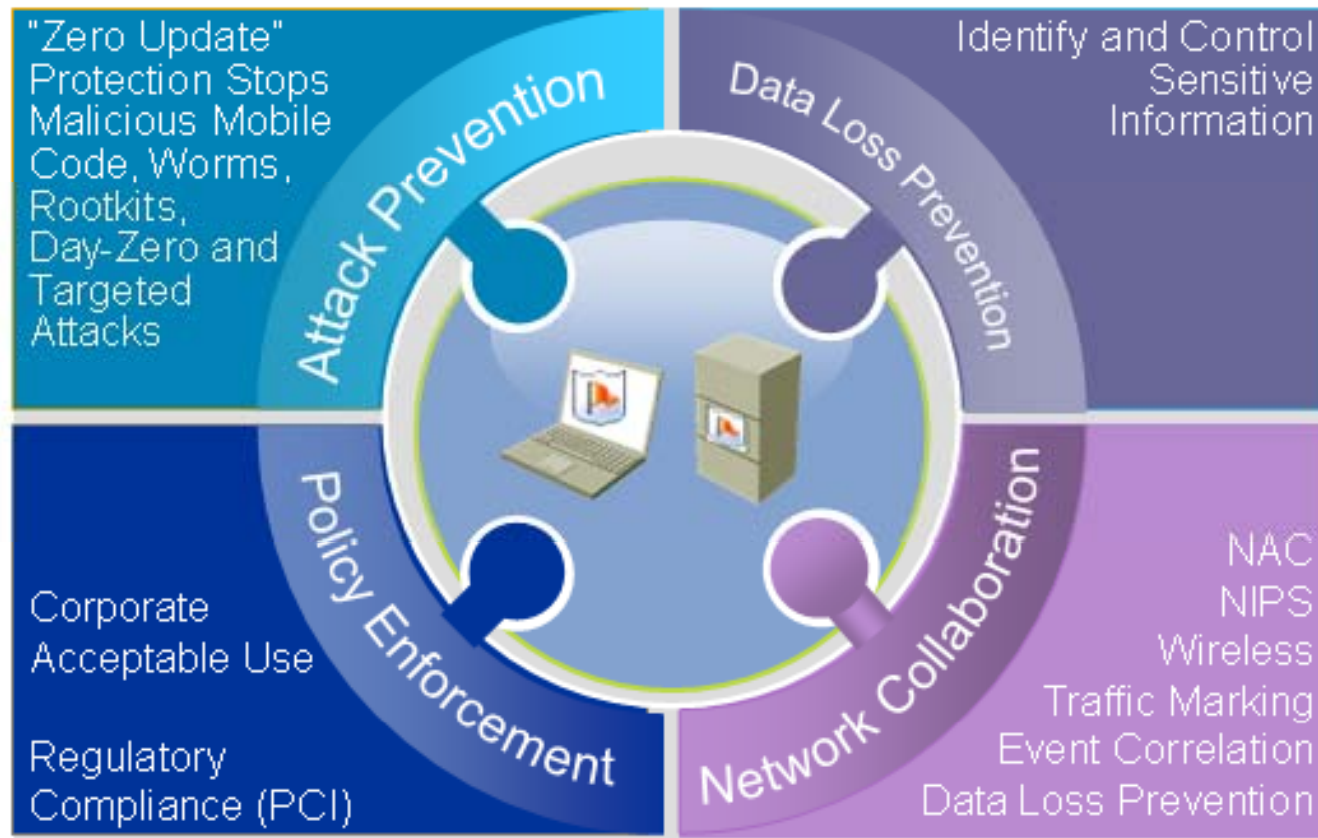 "Zero Update"
Protection Stops
Malicious Mobile
Code, Worms,
Rootkits,
Day-Zero and
Targeted
Attacks
Attack Prevention
Data Loss Prevention
Identify and Control
Sensitive
Information
Policy Enforcement
Corporate
Acceptable Use
Regulatory
Compliance (PCI)
Network Collaboration
NAC
NIPS
Wireless
Traffic Marking
Event Correlation
Data Loss Prevention